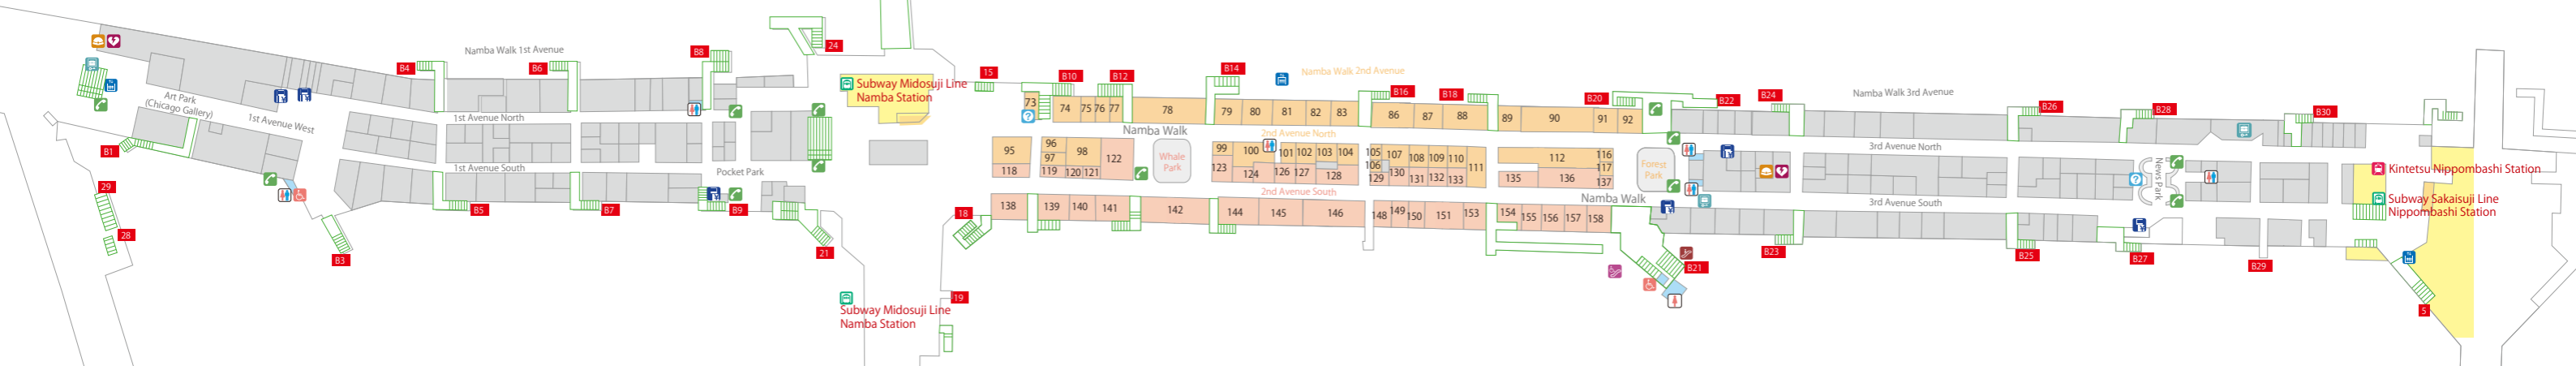 Namba Walk 1st Avenue
B4
B6
B8
24
Subway Midosuji Line
Namba Station
15
B10
B12
B14
Namba Walk 2nd Avenue
B16
B18
B20
B22
B24
Namba Walk 3rd Avenue
B26
B28
B30
Art Park
(Chicago Gallery)
1st Avenue West
1st Avenue North
73
74
75
76
77
78
79
80
81
82
83
86
87
88
89
90
91
92
Namba Walk
2nd Avenue North
3rd Avenue North
B1
95
96
97
98
122
Whale
Park
99
100
101
102
103
104
105
106
107
108
109
110
111
112
116
117
Forest
Park
118
119
120
121
123
124
126
127
128
129
130
131
132
133
135
136
137
News Park
Kintetsu Nippombashi Station
1st Avenue South
Pocket Park
2nd Avenue South
Namba Walk
3rd Avenue South
Subway Sakaisuji Line
Nippombashi Station
29
28
B3
B5
B7
B9
21
18
138
139
140
141
142
144
145
146
148
149
150
151
153
154
155
156
157
158
B21
B23
B25
B27
B29
5
19
Subway Midosuji Line
Namba Station